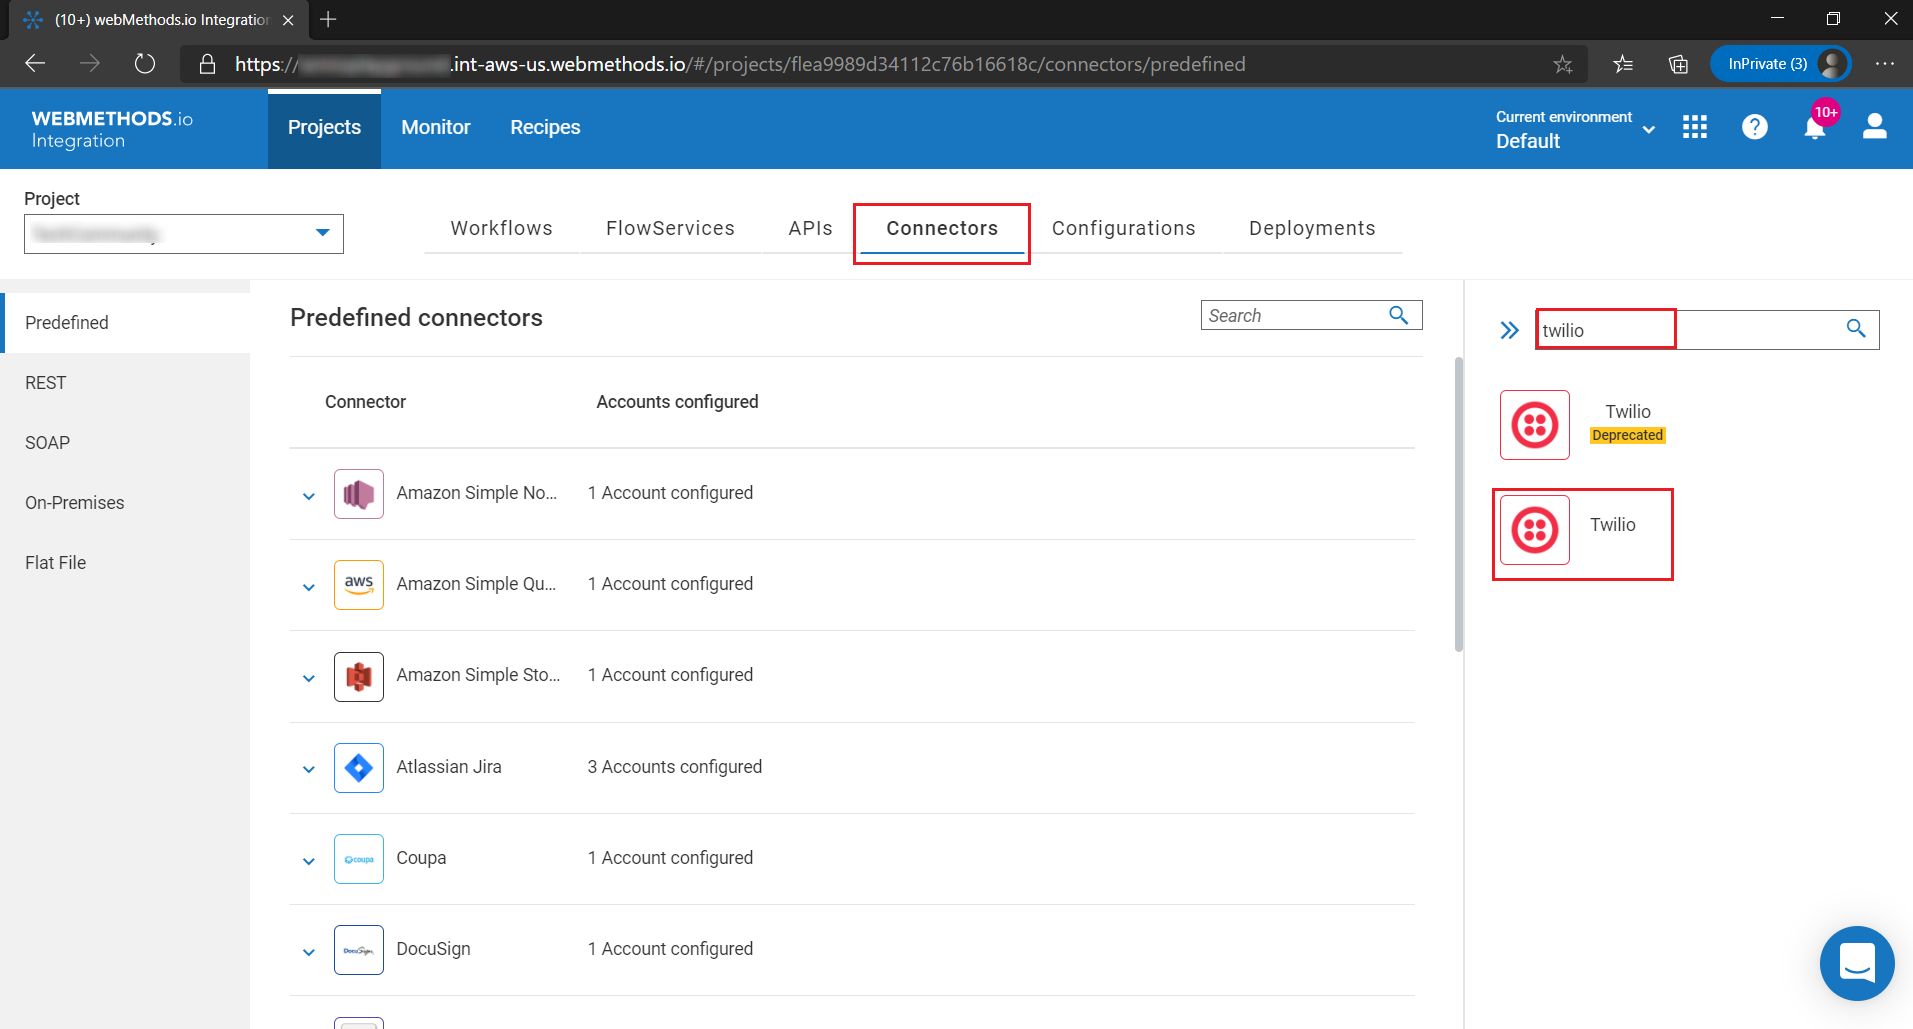 (10+) webMethods.io Integration
https:// .int-aws-us.webmethods.io/#/projects/flea9989d34112c76b16618c/connectors/predefined
InPrivate (3)
WEBMETHODS.io
Integration
Projects
Monitor
Recipes
Current environment
Default
10+
Project
Workflows
FlowServices
APIs
Connectors
Configurations
Deployments
Predefined
REST
SOAP
On-Premises
Flat File
Predefined connectors
Search
Connector
Accounts configured
Amazon Simple No...
1 Account configured
aws
Amazon Simple Qu...
1 Account configured
Amazon Simple Sto...
1 Account configured
Atlassian Jira
3 Accounts configured
coupa
Coupa
1 Account configured
DocuSign
DocuSign
1 Account configured
twilio
Twilio
Deprecated
Twilio